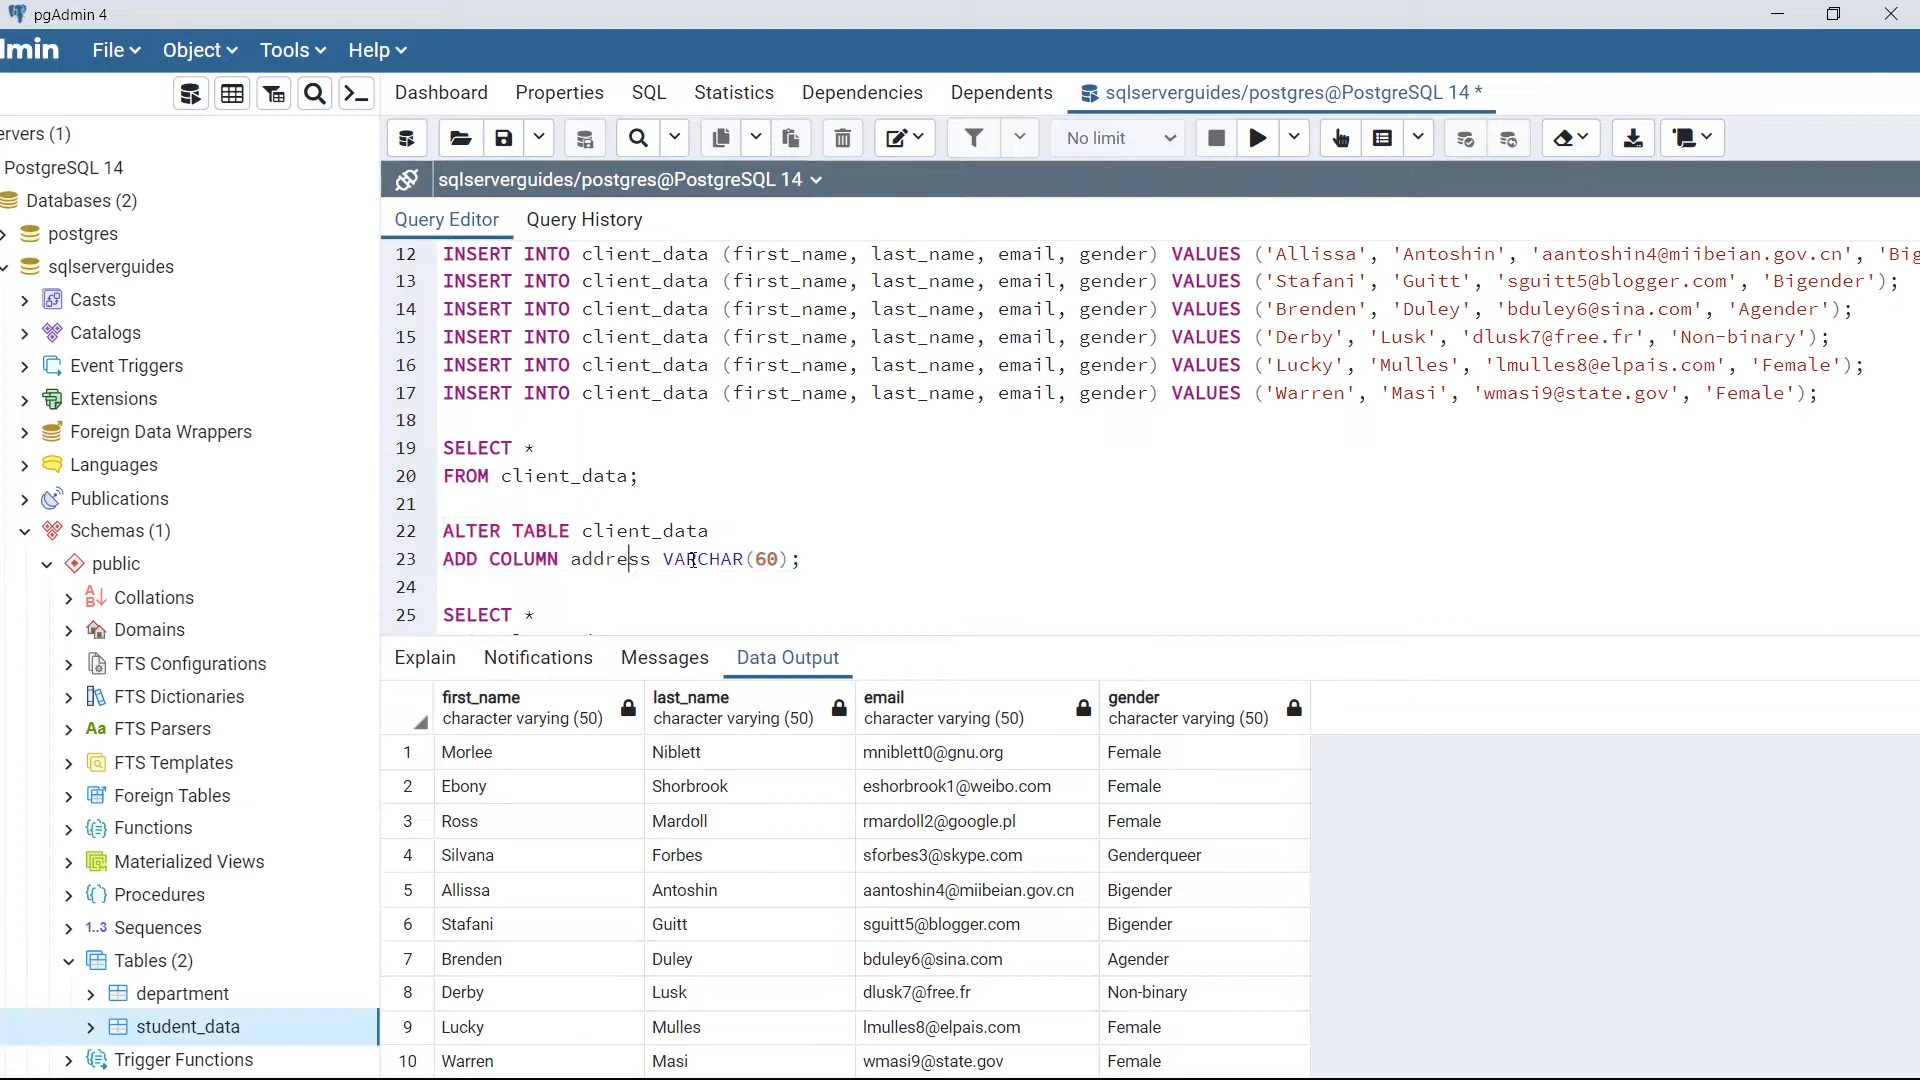 pgAdmin 4
lmin File Object Tools Help
Dashboard Properties SQL Statistics Dependencies Dependents sqlserverguides/postgres@PostgreSQL 14 *
No limit
sqlserverguides/postgres@PostgreSQL 14
Query Editor Query History
ervers (1)
PostgreSQL 14
Databases (2)
postgres
sqlserverguides
Casts
Catalogs
Event Triggers
Extensions
Foreign Data Wrappers
Languages
Publications
Schemas (1)
public
Collations
Domains
FTS Configurations
FTS Dictionaries
Aa FTS Parsers
FTS Templates
Foreign Tables
Functions
Materialized Views
Procedures
1..3 Sequences
Tables (2)
department
student_data
Trigger Functions
12 INSERT INTO client_data (first_name, last_name, email, gender) VALUES ('Allissa', 'Antoshin', 'aantoshin4@miibeian.gov.cn', 'Big
13 INSERT INTO client_data (first_name, last_name, email, gender) VALUES ('Stafani', 'Guitt', 'sguitt5@blogger.com', 'Bigender');
14 INSERT INTO client_data (first_name, last_name, email, gender) VALUES ('Brenden', 'Duley', 'bduley6@sina.com', 'Agender');
15 INSERT INTO client_data (first_name, last_name, email, gender) VALUES ('Derby', 'Lusk', 'dlusk7@free.fr', 'Non-binary');
16 INSERT INTO client_data (first_name, last_name, email, gender) VALUES ('Lucky', 'Mulles', 'lmulles8@elpais.com', 'Female');
17 INSERT INTO client_data (first_name, last_name, email, gender) VALUES ('Warren', 'Masi', 'wmasi9@state.gov', 'Female');
18
19 SELECT *
20 FROM client_data;
21
22 ALTER TABLE client_data
23 ADD COLUMN address VARCHAR(60);
24
25 SELECT *
Explain Notifications Messages Data Output
first_name last_name email gender
character varying (50) character varying (50) character varying (50) character varying (50)
1 Morlee Niblett mniblett0@gnu.org Female
2 Ebony Shorbrook eshorbrook1@weibo.com Female
3 Ross Mardoll rmardoll2@google.pl Female
4 Silvana Forbes sforbes3@skype.com Genderqueer
5 Allissa Antoshin aantoshin4@miibeian.gov.cn Bigender
6 Stafani Guitt sguitt5@blogger.com Bigender
7 Brenden Duley bduley6@sina.com Agender
8 Derby Lusk dlusk7@free.fr Non-binary
9 Lucky Mulles lmulles8@elpais.com Female
10 Warren Masi wmasi9@state.gov Female